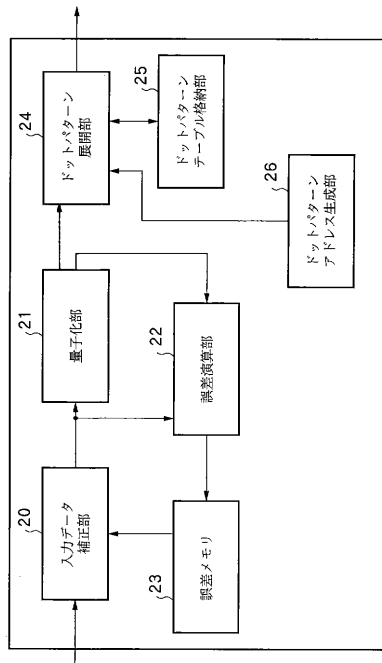 20
入力データ
補正部
21
量子化部
24
ドットパターン
展開部
25
ドットパターン
テーブル格納部
22
誤差演算部
23
誤差メモリ
26
ドットパターン
アドレス生成部